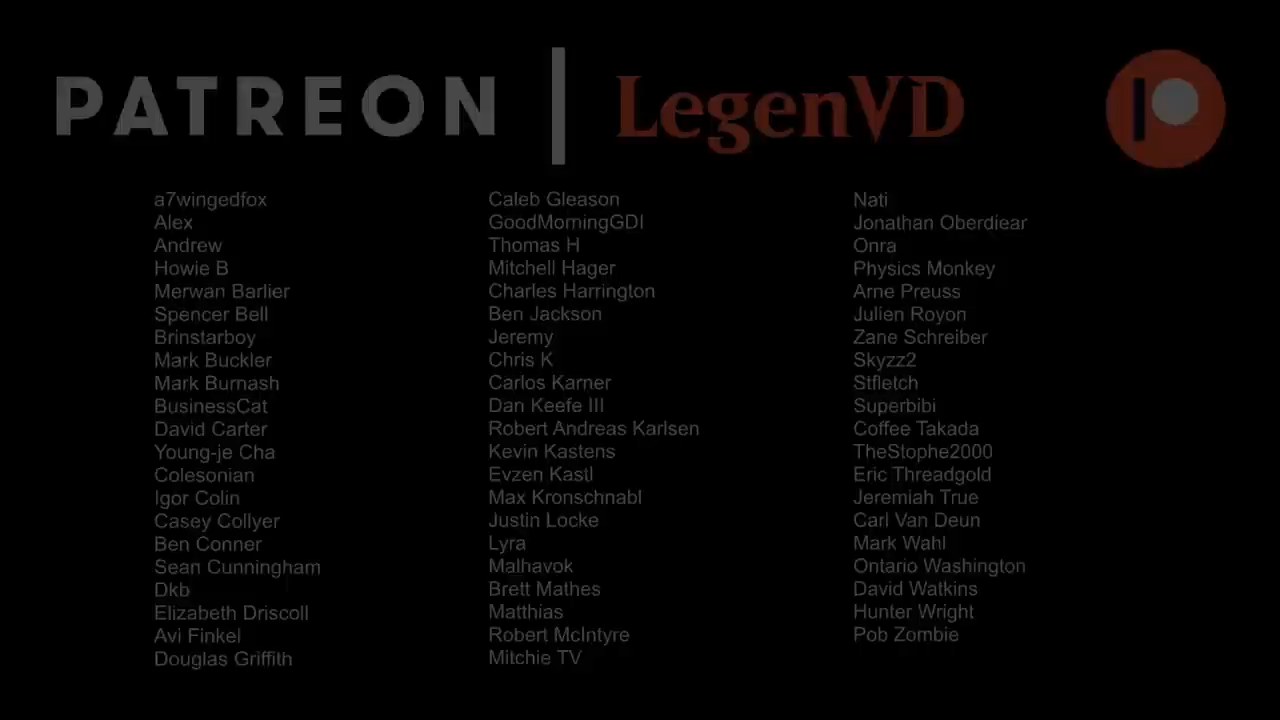 PATREON | LegenVD
a7wingedfox
Alex
Andrew
Howie B
Merwan Barlier
Spencer Bell
Brinstarboy
Mark Buckler
Mark Burnash
BusinessCat
David Carter
Young-je Cha
Colesonian
Igor Colin
Casey Collyer
Ben Conner
Sean Cunningham
Dkb
Elizabeth Driscoll
Avi Finkel
Douglas Griffith
Caleb Gleason
GoodMorningGDI
Thomas H
Mitchell Hager
Charles Harrington
Ben Jackson
Jeremy
Chris K
Carlos Karner
Dan Keefe III
Robert Andreas Karlsen
Kevin Kastens
Evzen Kastl
Max Kronschnabl
Justin Locke
Lyra
Malhavok
Brett Mathes
Matthias
Robert McIntyre
Mitchie TV
Nati
Jonathan Oberdiear
Onra
Physics Monkey
Arne Preuss
Julien Royon
Zane Schreiber
Skyzz2
Stfletch
Superbibi
Coffee Takada
TheStophe2000
Eric Threadgold
Jeremiah True
Carl Van Deun
Mark Wahl
Ontario Washington
David Watkins
Hunter Wright
Pob Zombie